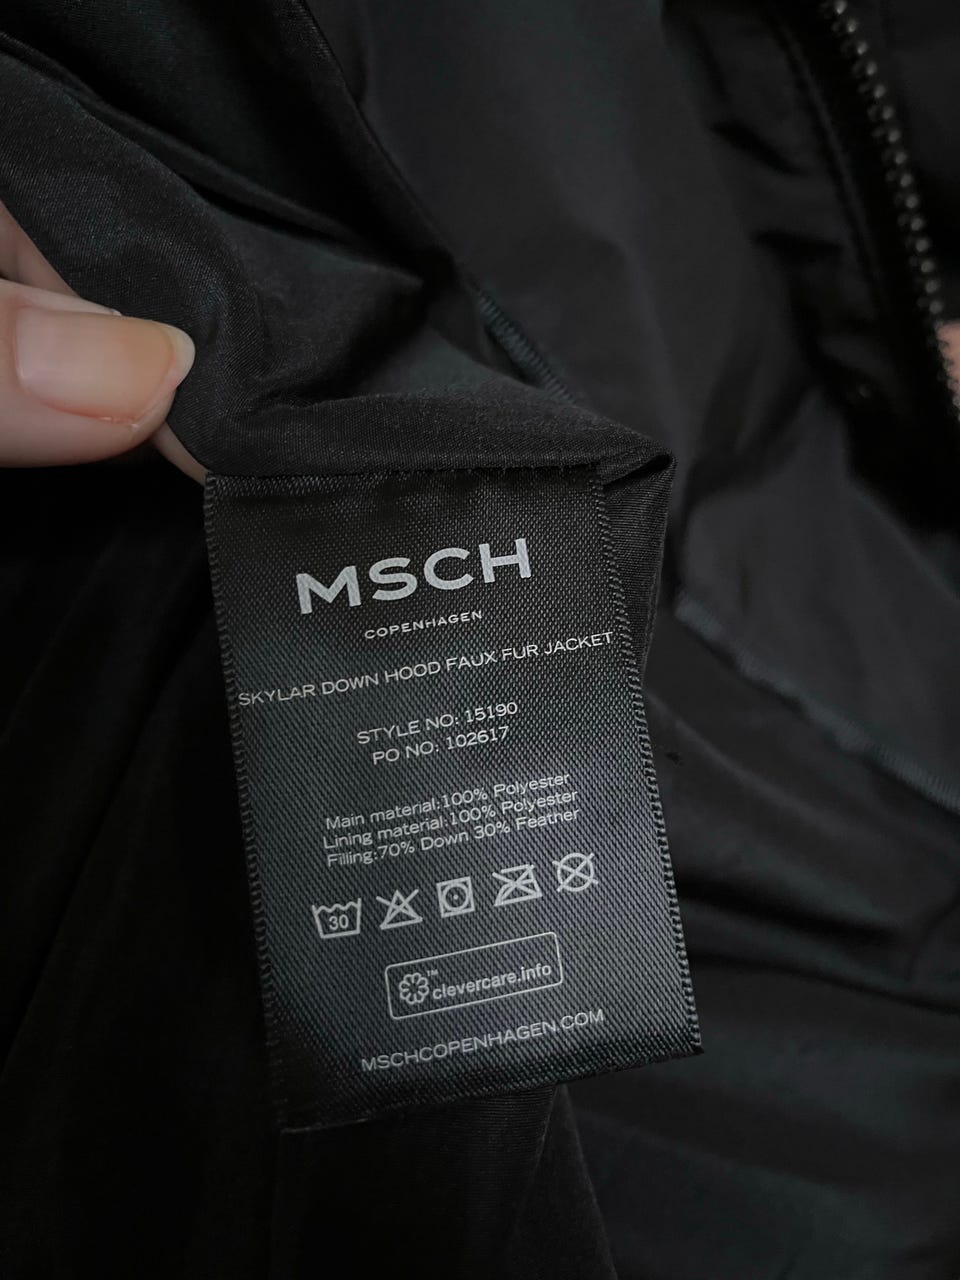 MSCH
COPENHAGEN
SKYLAR DOWN HOOD FAUX FUR JACKET
STYLE NO: 15190
PO NO: 102617
Main material:100% Polyester
Lining material:100% Polyester
Filling:70% Down 30% Feather
30
™ clevercare.info
MSCHCOPENHAGEN.COM